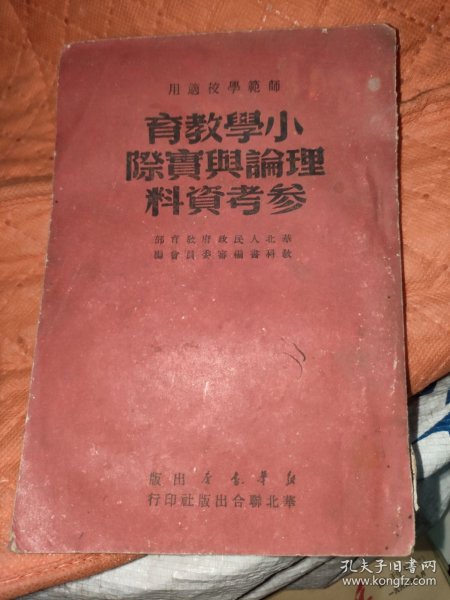 師範學校適用
小學教育
理論與實際
参考資料
華北人民政府教育部
教科書編審委員會編
新華書店出版
華北聯合出版社印行
孔夫子旧书网
www.kongfz.com